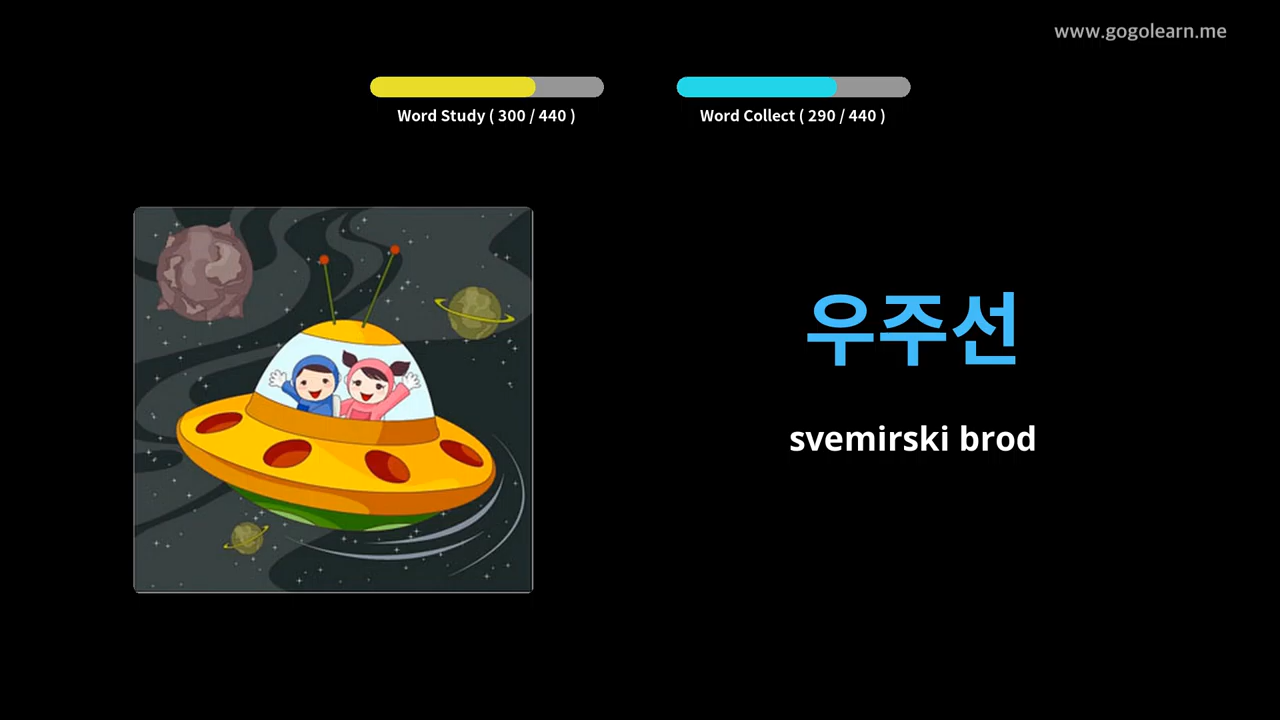 www.gogolearn.me
Word Study ( 300 / 440 )
Word Collect ( 290 / 440 )
우주선
svemirski brod